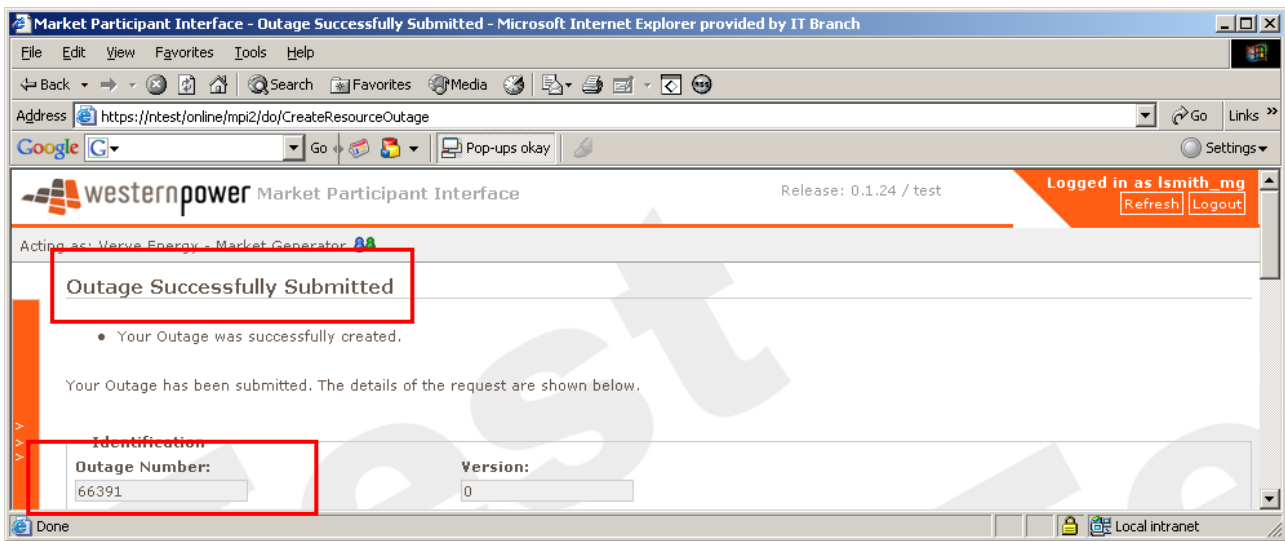 Market Participant Interface - Outage Successfully Submitted - Microsoft Internet Explorer provided by IT Branch
File Edit View Favorites Tools Help
Back Search Favorites Media
Address https://ntest/online/mpi2/do/CreateResourceOutage Go Links »
Google G Go Pop-ups okay Settings
westernpower Market Participant Interface Release: 0.1.24 / test Logged in as lsmith_mg
Refresh Logout
Acting as: Verve Energy - Market Generator
Outage Successfully Submitted
• Your Outage was successfully created.
Your Outage has been submitted. The details of the request are shown below.
> > >
Identification
Outage Number: Version:
66391 0
Test
Done Local intranet